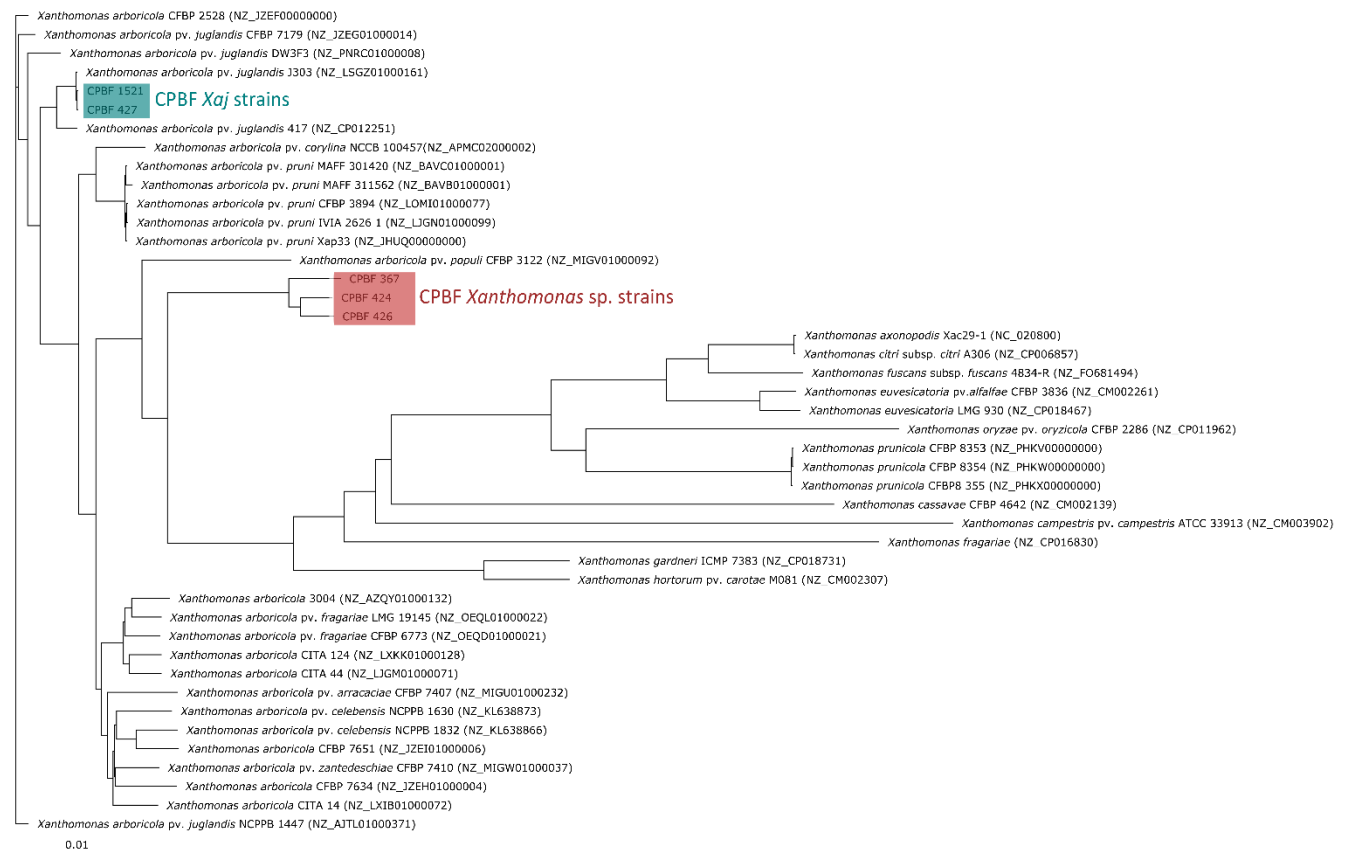 Xanthomonas arboricola CFBP 2528 (NZ_JZEF00000000)
Xanthomonas arboricola pv. juglandis CFBP 7179 (NZ_JZEG01000014)
Xanthomonas arboricola pv. juglandis DW3F3 (NZ_PNRC01000008)
Xanthomonas arboricola pv. juglandis J303 (NZ_LSGZ01000161)
CPBF 1521
CPBF Xaj strains
CPBF 427
Xanthomonas arboricola pv. juglandis 417 (NZ_CP012251)
Xanthomonas arboricola pv. corylina NCCB 100457(NZ_APMC02000002)
Xanthomonas arboricola pv. pruni MAFF 301420 (NZ_BAVC01000001)
Xanthomonas arboricola pv. pruni MAFF 311562 (NZ_BAVB01000001)
Xanthomonas arboricola pv. pruni CFBP 3894 (NZ_LOMI01000077)
Xanthomonas arboricola pv. pruni IVIA 2626 1 (NZ_LJGN01000099)
Xanthomonas arboricola pv. pruni Xap33 (NZ_JHUQ00000000)
Xanthomonas arboricola pv. populi CFBP 3122 (NZ_MIGV01000092)
CPBF 367
CPBF 424
CPBF Xanthomonas sp. strains
CPBF 426
Xanthomonas axonopodis Xac29-1 (NC_020800)
Xanthomonas citri subsp. citri A306 (NZ_CP006857)
Xanthomonas fuscans subsp. fuscans 4834-R (NZ_FO681494)
Xanthomonas euvesicatoria pv.alfalfae CFBP 3836 (NZ_CM002261)
Xanthomonas euvesicatoria LMG 930 (NZ_CP018467)
Xanthomonas oryzae pv. oryzicola CFBP 2286 (NZ_CP011962)
Xanthomonas prunicola CFBP 8353 (NZ_PHKV00000000)
Xanthomonas prunicola CFBP 8354 (NZ_PHKW00000000)
Xanthomonas prunicola CFBP8 355 (NZ_PHKX00000000)
Xanthomonas cassavae CFBP 4642 (NZ_CM002139)
Xanthomonas campestris pv. campestris ATCC 33913 (NZ_CM003902)
Xanthomonas fragariae (NZ_CP016830)
Xanthomonas gardneri ICMP 7383 (NZ_CP018731)
Xanthomonas hortorum pv. carotae M081 (NZ_CM002307)
Xanthomonas arboricola 3004 (NZ_AZQY01000132)
Xanthomonas arboricola pv. fragariae LMG 19145 (NZ_OEQL01000022)
Xanthomonas arboricola pv. fragariae CFBP 6773 (NZ_OEQD01000021)
Xanthomonas arboricola CITA 124 (NZ_LXKK01000128)
Xanthomonas arboricola CITA 44 (NZ_LJGM01000071)
Xanthomonas arboricola pv. arracaciae CFBP 7407 (NZ_MIGU01000232)
Xanthomonas arboricola pv. celebensis NCPPB 1630 (NZ_KL638873)
Xanthomonas arboricola pv. celebensis NCPPB 1832 (NZ_KL638866)
Xanthomonas arboricola CFBP 7651 (NZ_JZEI01000006)
Xanthomonas arboricola pv. zantedeschiae CFBP 7410 (NZ_MIGW01000037)
Xanthomonas arboricola CFBP 7634 (NZ_JZEH01000004)
Xanthomonas arboricola CITA 14 (NZ_LXIB01000072)
Xanthomonas arboricola pv. juglandis NCPPB 1447 (NZ_AJTL01000371)
0.01